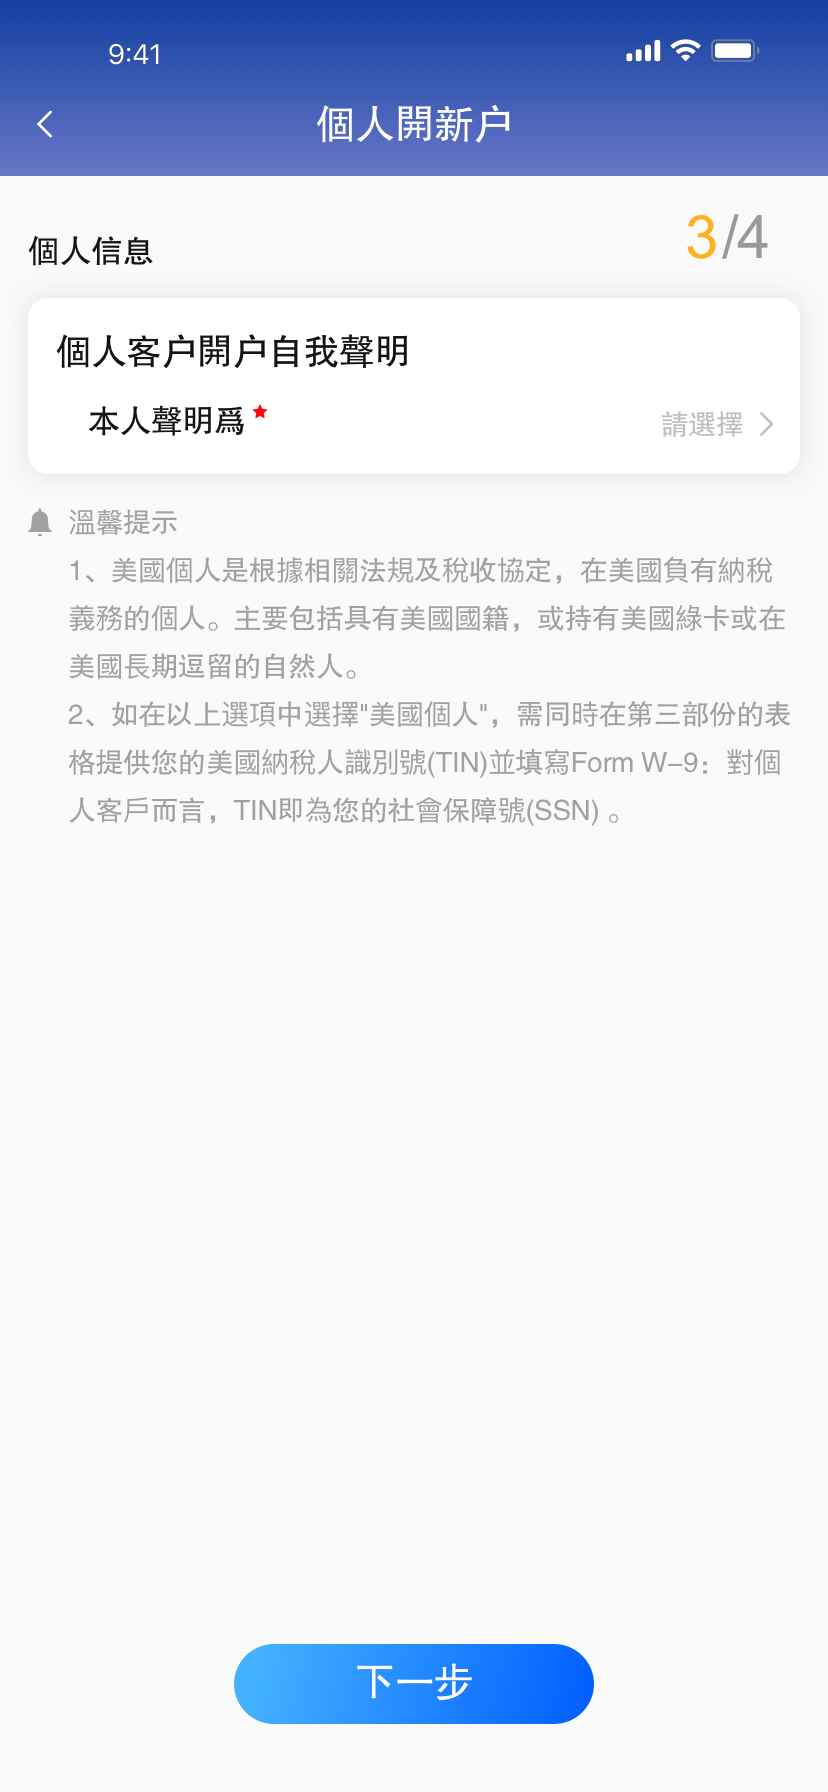 9:41
個人開新户
個人信息
3/4
個人客户開户自我聲明
本人聲明爲
請選擇
溫馨提示
1、美國個人是根據相關法規及稅收協定，在美國負有納稅
義務的個人。主要包括具有美國國籍，或持有美國綠卡或在
美國長期逗留的自然人。
2、如在以上選項中選擇"美國個人"，需同時在第三部份的表
格提供您的美國納稅人識別號(TIN)並填寫Form W–9：對個
人客戶而言，TIN即為您的社會保障號(SSN) 。
下一步